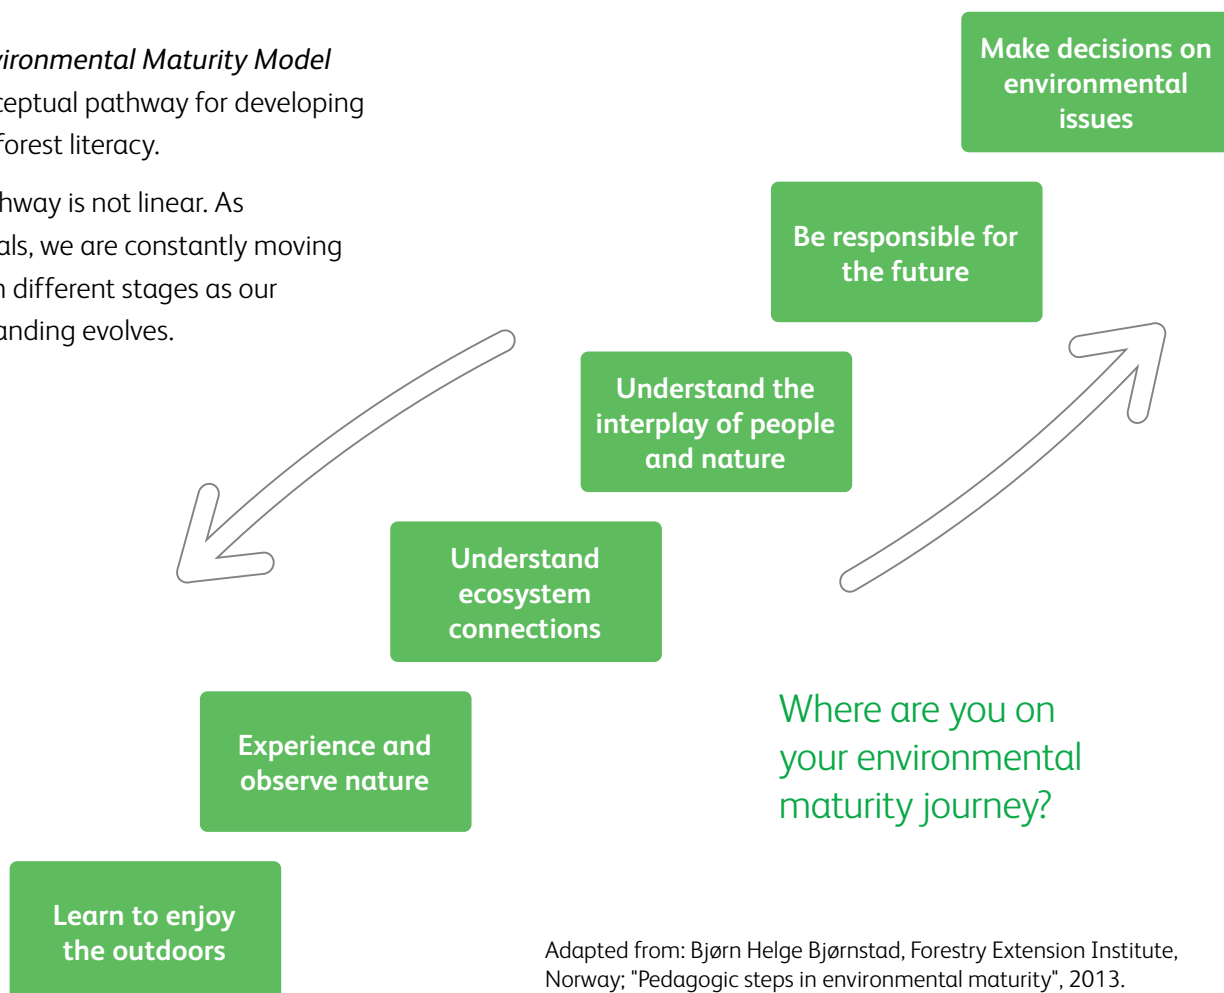 vironmental Maturity Model
ceptual pathway for developing
forest literacy.
hway is not linear. As
als, we are constantly moving
n different stages as our
anding evolves.
Make decisions on
environmental
issues
Be responsible for
the future
Understand the
interplay of people
and nature
Understand
ecosystem
connections
Experience and
observe nature
Learn to enjoy
the outdoors
Where are you on
your environmental
maturity journey?
Adapted from: Bjørn Helge Bjørnstad, Forestry Extension Institute,
Norway; "Pedagogic steps in environmental maturity", 2013.